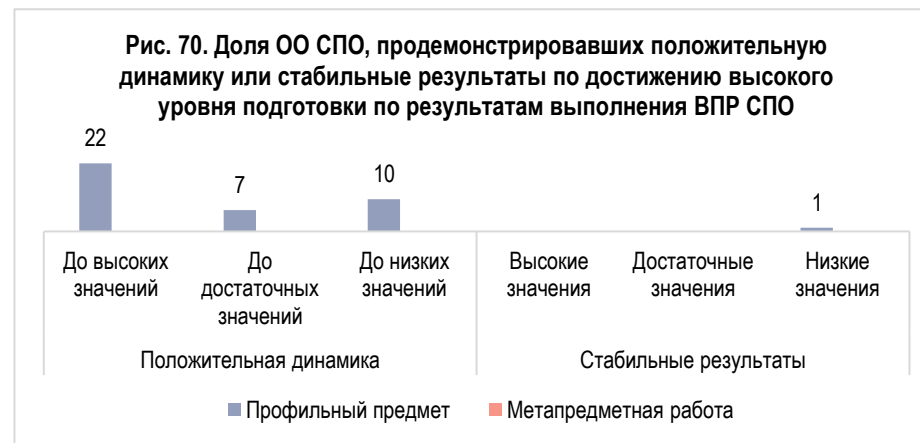 Рис. 70. Доля ОО СПО, продемонстрировавших положительную
динамику или стабильные результаты по достижению высокого
уровня подготовки по результатам выполнения ВПР СПО
22
7
10
1
До высоких
значений
До
достаточных
значений
До низких
значений
Высокие
значения
Достаточные
значения
Низкие
значения
Положительная динамика
Стабильные результаты
Профильный предмет
Метапредметная работа